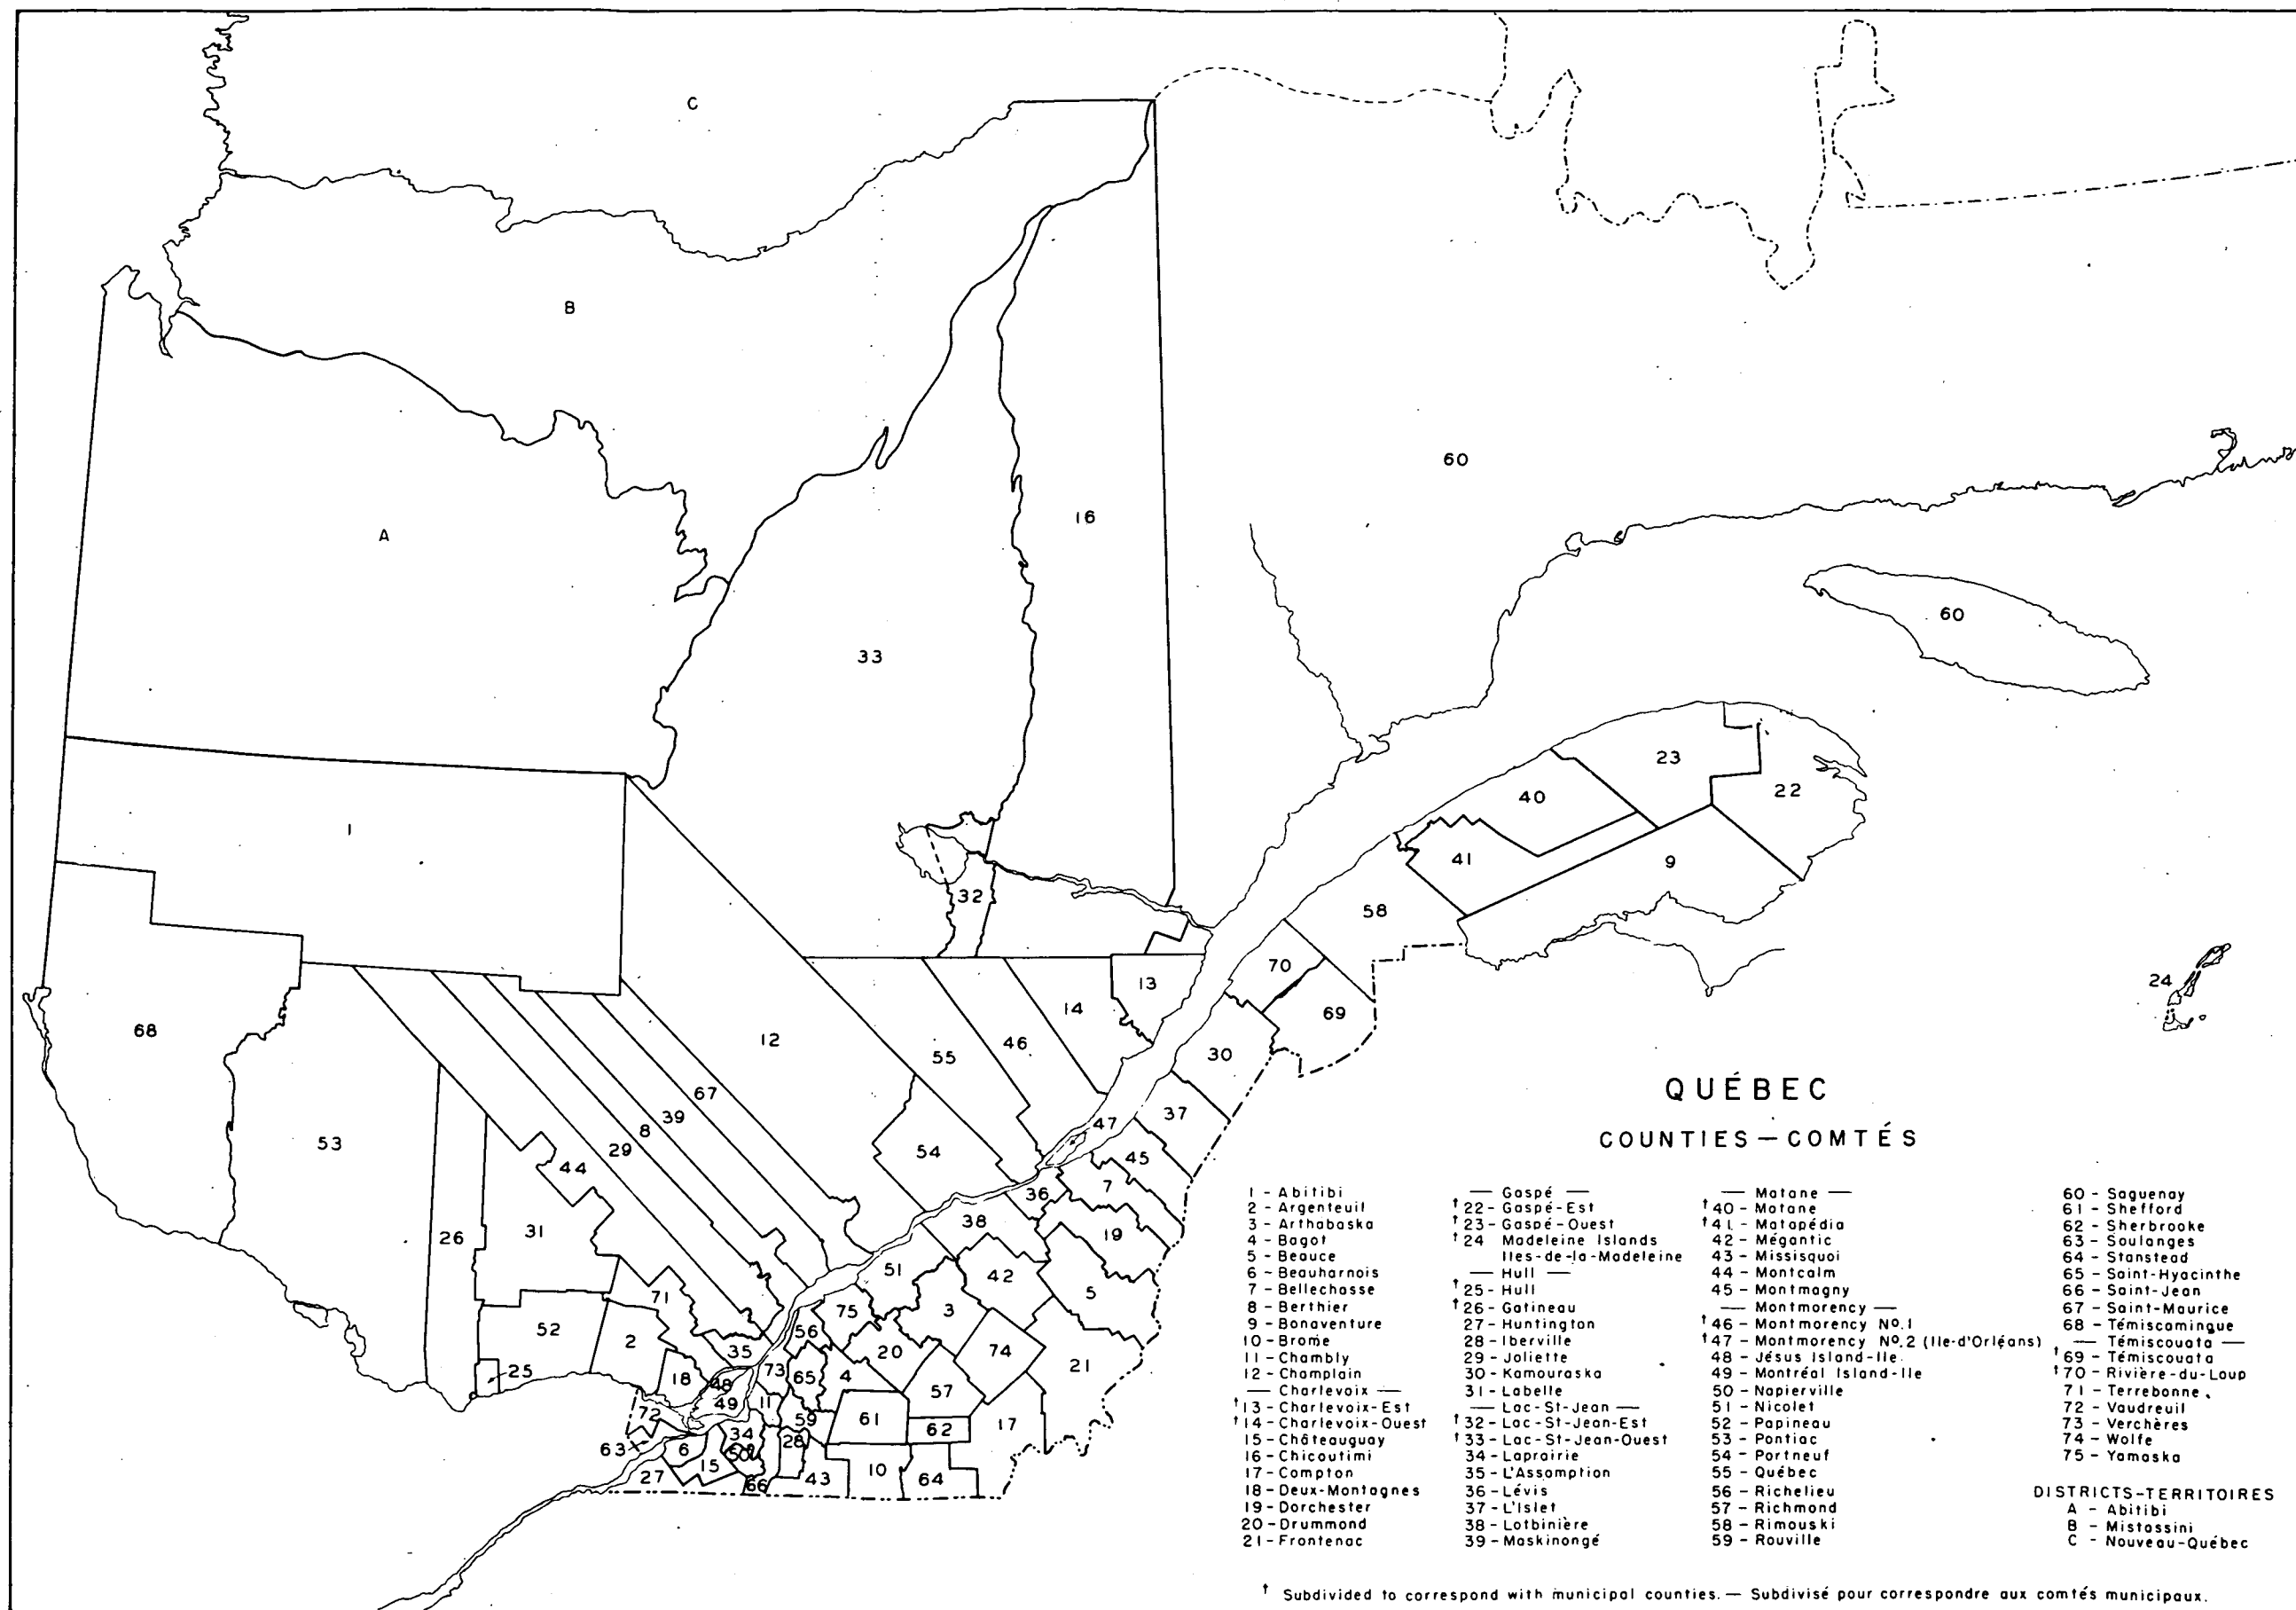 C
B
A
60
16
33
60
23
40
22
1
41
9
32
58
24
70
13
14
69
68
12
46
30
55
67
37
39
47
8
53
29
54
45
44
7
36
38
19
26
31
51
42
5
71
75
3
56
52
2
20
74
35
21
73
65
25
4
18
48
57
49
11
72
59
61
62
17
63
34
28
6
50
15
27
43
10
64
66
QUÉBEC
COUNTIES – COMTÉS
1 - Abitibi
2 - Argenteuil
3 - Arthabaska
4 - Bagot
5 - Beauce
6 - Beauharnois
7 - Bellechasse
8 - Berthier
9 - Bonaventure
10 - Brome
11 - Chambly
12 - Champlain
— Charlevoix —
†13 - Charlevoix-Est
†14 - Charlevoix-Ouest
15 - Châteauguay
16 - Chicoutimi
17 - Compton
18 - Deux-Montagnes
19 - Dorchester
20 - Drummond
21 - Frontenac
— Gaspé —
†22 - Gaspé-Est
†23 - Gaspé-Ouest
†24 Madeleine Islands
Iles-de-la-Madeleine
— Hull —
†25 - Hull
†26 - Gatineau
27 - Huntington
28 - Iberville
29 - Joliette
30 - Kamouraska
31 - Labelle
— Lac-St-Jean —
†32 - Lac-St-Jean-Est
†33 - Lac-St-Jean-Ouest
34 - Laprairie
35 - L'Assomption
36 - Lévis
37 - L'Islet
38 - Lotbinière
39 - Maskinongé
— Matane —
†40 - Matane
†41 - Matapédia
42 - Mégantic
43 - Missisquoi
44 - Montcalm
45 - Montmagny
— Montmorency —
†46 - Montmorency No. 1
†47 - Montmorency No. 2 (Ile-d'Orléans)
48 - Jésus Island-Ile
49 - Montréal Island-Ile
50 - Napierville
51 - Nicolet
52 - Papineau
53 - Pontiac
54 - Portneuf
55 - Québec
56 - Richelieu
57 - Richmond
58 - Rimouski
59 - Rouville
60 - Saguenay
61 - Shefford
62 - Sherbrooke
63 - Soulanges
64 - Stanstead
65 - Saint-Hyacinthe
66 - Saint-Jean
67 - Saint-Maurice
68 - Témiscamingue
— Témiscouata —
†69 - Témiscouata
†70 - Rivière-du-Loup
71 - Terrebonne
72 - Vaudreuil
73 - Verchères
74 - Wolfe
75 - Yamaska
DISTRICTS-TERRITOIRES
A - Abitibi
B - Mistassini
C - Nouveau-Québec
† Subdivided to correspond with municipal counties. — Subdivisé pour correspondre aux comtés municipaux.